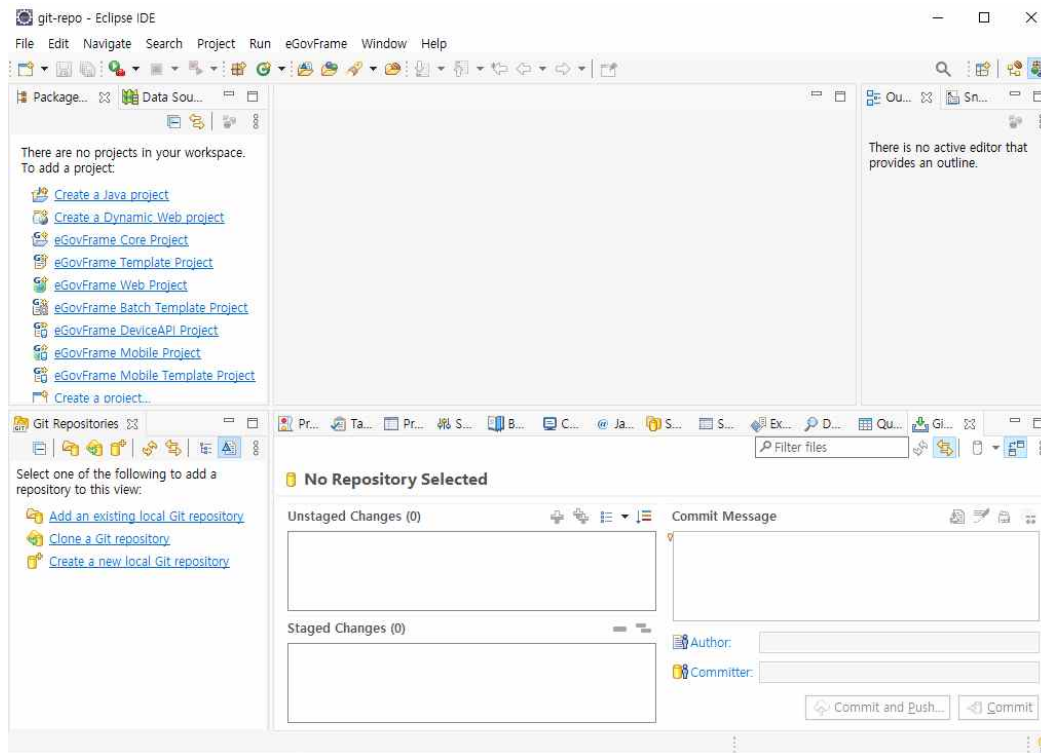 git-repo - Eclipse IDE
File Edit Navigate Search Project Run eGovFrame Window Help
Package... Data Sou...
There are no projects in your workspace.
To add a project:
Create a Java project
Create a Dynamic Web project
eGovFrame Core Project
eGovFrame Template Project
eGovFrame Web Project
eGovFrame Batch Template Project
eGovFrame DeviceAPI Project
eGovFrame Mobile Project
eGovFrame Mobile Template Project
Create a project...
Ou... Sn...
There is no active editor that
provides an outline.
Git Repositories
GIT
Select one of the following to add a
repository to this view:
Add an existing local Git repository
Clone a Git repository
Create a new local Git repository
Pr... Ta... Pr... S... B... C... @ Ja... S... S... Ex... D... Qu... Gi...
Filter files
No Repository Selected
Unstaged Changes (0)
Staged Changes (0)
Commit Message
Author:
Committer:
Commit and Push... Commit